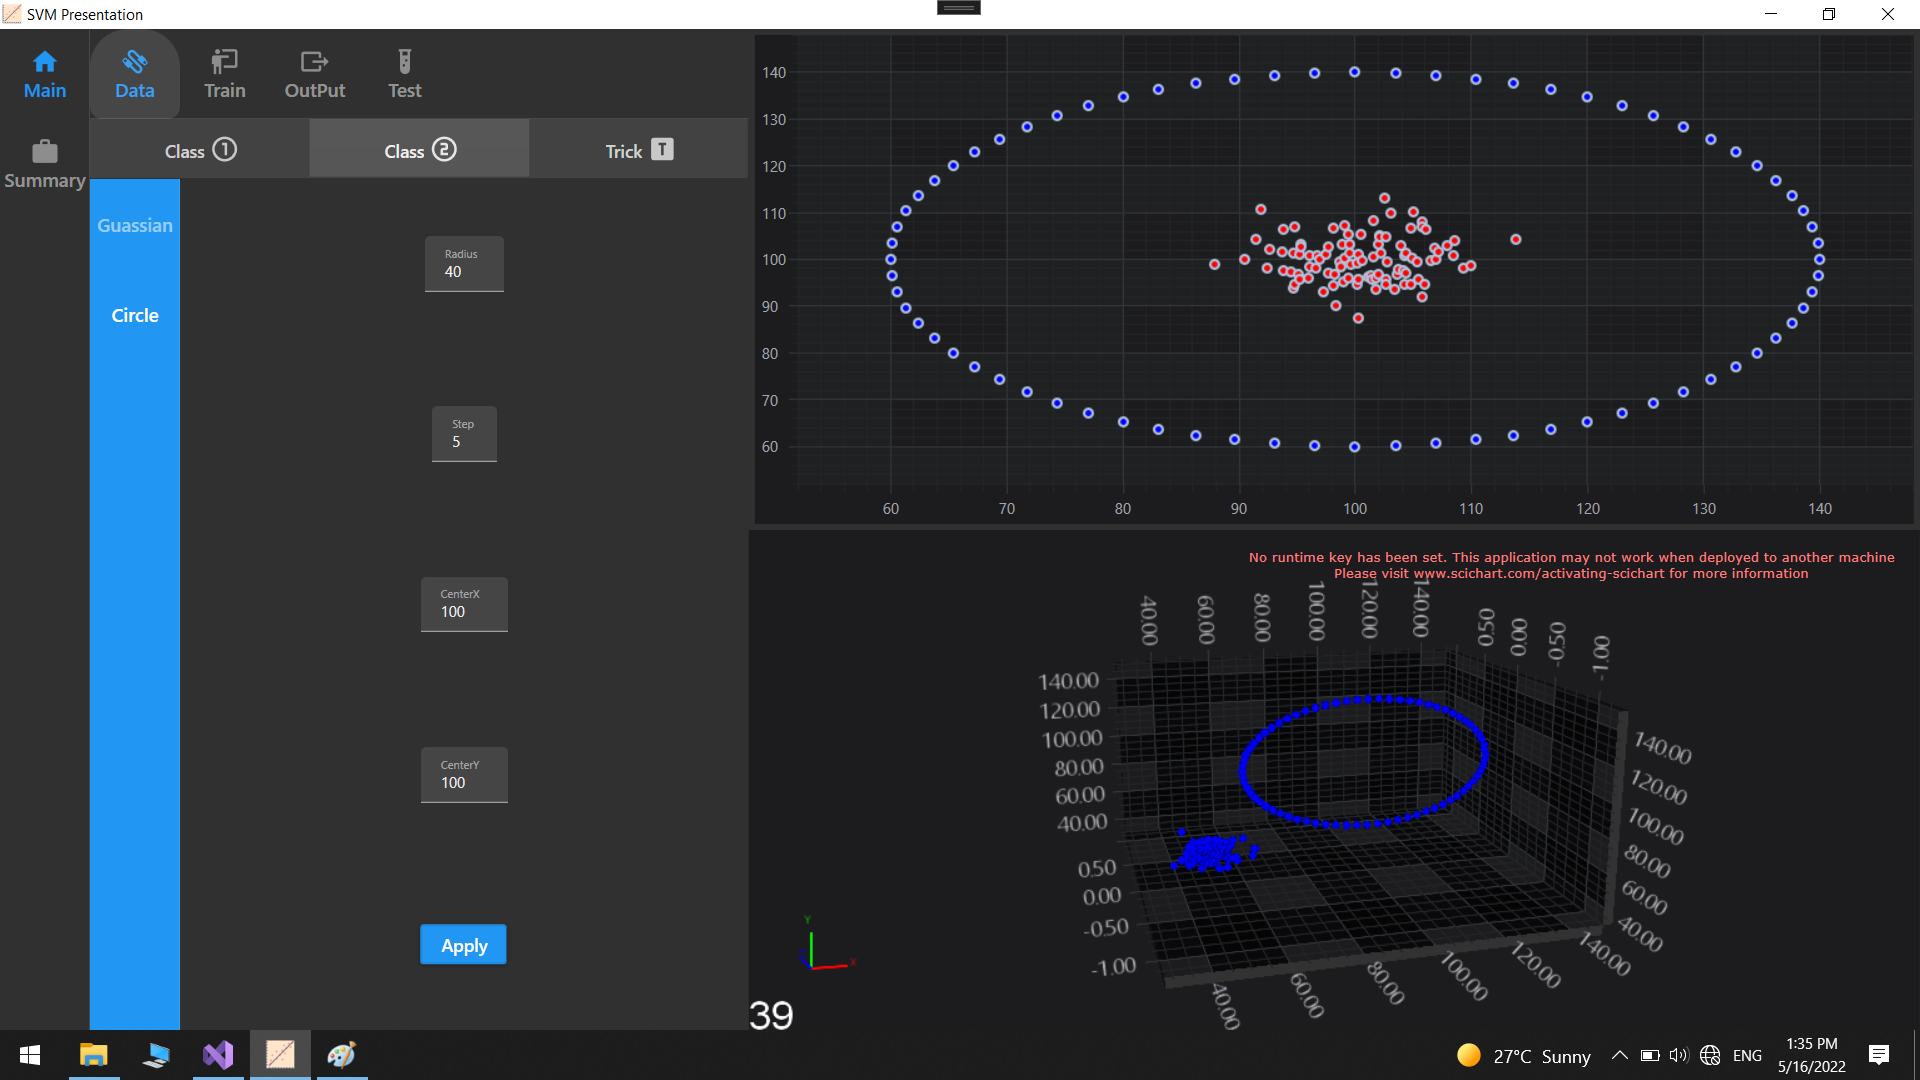 SVM Presentation
Main
Data
Train
OutPut
Test
Summary
Class 1
Class 2
Trick T
Guassian
Circle
Radius
40
Step
5
CenterX
100
CenterY
100
Apply
140
130
120
110
100
90
80
70
60
60 70 80 90 100 110 120 130 140
No runtime key has been set. This application may not work when deployed to another machine
Please visit www.scichart.com/activating-scichart for more information
40.00 60.00 80.00 100.00 120.00 140.00 0.50 0.00 -0.50 -1.00
140.00
120.00
100.00
80.00
60.00
40.00
0.50
0.00
-0.50
-1.00
140.00
120.00
100.00
80.00
60.00
40.00
40.00 60.00 80.00 100.00 120.00 140.00
Y
X
39
27°C Sunny
ENG
1:35 PM
5/16/2022